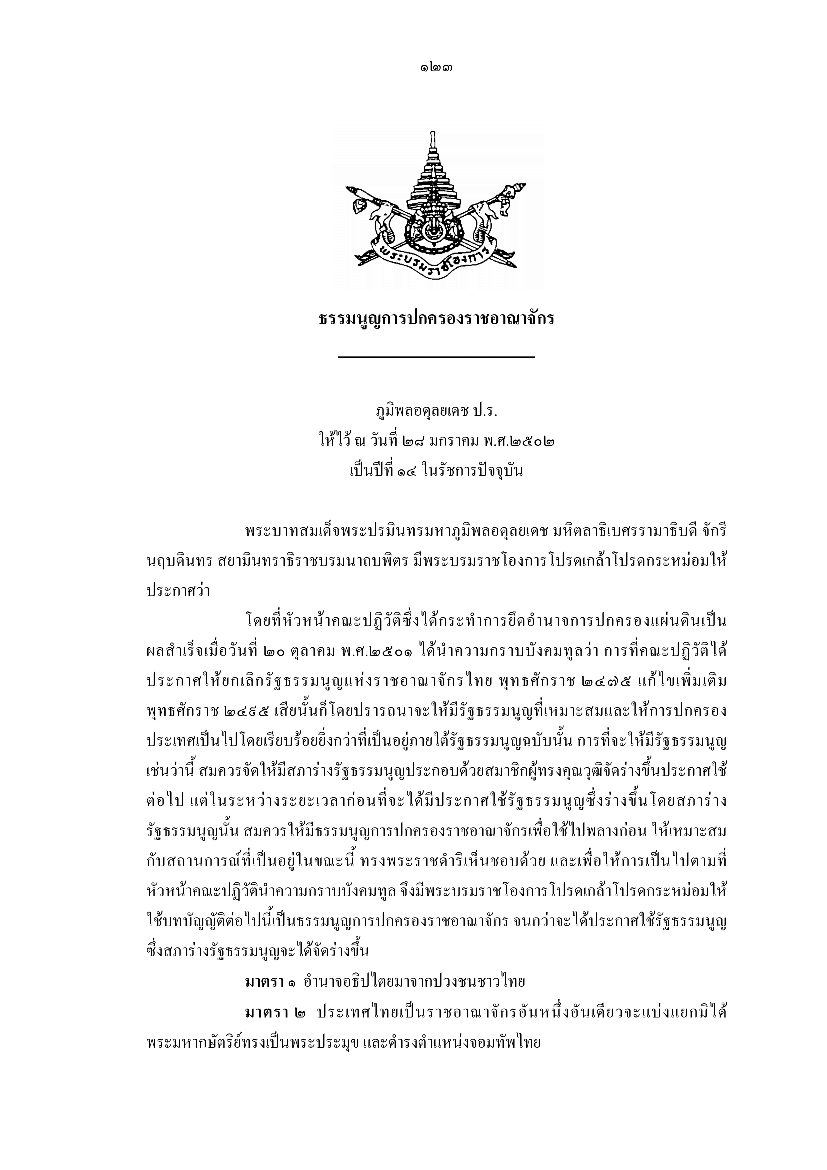 ๑๒๓
พระบรมราชโองการ
ธรรมนูญการปกครองราชอาณาจักร
ภูมิพลอดุลยเดช ป.ร.
ให้ไว้ ณ วันที่ ๒๘ มกราคม พ.ศ.๒๕๐๒
เป็นปีที่ ๑๔ ในรัชการปัจจุบัน
พระบาทสมเด็จพระปรมินทรมหาภูมิพลอดุลยเดช มหิตลาธิเบศรรามาธิบดี จักรี
นฤบดินทร สยามินทราธิราชบรมนาถบพิตร มีพระบรมราชโองการโปรดเกล้าโปรดกระหม่อมให้
ประกาศว่า
โดยที่หัวหน้าคณะปฏิวัติซึ่งได้กระทำการยึดอำนาจการปกครองแผ่นดินเป็น
ผลสำเร็จเมื่อวันที่ ๒๐ ตุลาคม พ.ศ.๒๕๐๑ ได้นำความกราบบังคมทูลว่า การที่คณะปฏิวัติได้
ประกาศให้ยกเลิกรัฐธรรมนูญแห่งราชอาณาจักรไทย พุทธศักราช ๒๔๗๕ แก้ไขเพิ่มเติม
พุทธศักราช ๒๔๙๕ เสียนั้นก็โดยปรารถนาจะให้มีรัฐธรรมนูญที่เหมาะสมและให้การปกครอง
ประเทศเป็นไปโดยเรียบร้อยยิ่งกว่าที่เป็นอยู่ภายใต้รัฐธรรมนูญฉบับนั้น การที่จะให้มีรัฐธรรมนูญ
เช่นว่านี้ สมควรจัดให้มีสภาร่างรัฐธรรมนูญประกอบด้วยสมาชิกผู้ทรงคุณวุฒิจัดร่างขึ้นประกาศใช้
ต่อไป แต่ในระหว่างระยะเวลาก่อนที่จะได้มีประกาศใช้รัฐธรรมนูญซึ่งร่างขึ้นโดยสภาร่าง
รัฐธรรมนูญนั้น สมควรให้มีธรรมนูญการปกครองราชอาณาจักรเพื่อใช้ไปพลางก่อน ให้เหมาะสม
กับสถานการณ์ที่เป็นอยู่ในขณะนี้ ทรงพระราชดำริเห็นชอบด้วย และเพื่อให้การเป็นไปตามที่
หัวหน้าคณะปฏิวัตินำความกราบบังคมทูล จึงมีพระบรมราชโองการโปรดเกล้าโปรดกระหม่อมให้
ใช้บทบัญญัติต่อไปนี้เป็นธรรมนูญการปกครองราชอาณาจักร จนกว่าจะได้ประกาศใช้รัฐธรรมนูญ
ซึ่งสภาร่างรัฐธรรมนูญจะได้จัดร่างขึ้น
มาตรา ๑ อำนาจอธิปไตยมาจากปวงชนชาวไทย
มาตรา ๒ ประเทศไทยเป็นราชอาณาจักรอันหนึ่งอันเดียวจะแบ่งแยกมิได้
พระมหากษัตริย์ทรงเป็นพระประมุข และดำรงตำแหน่งจอมทัพไทย